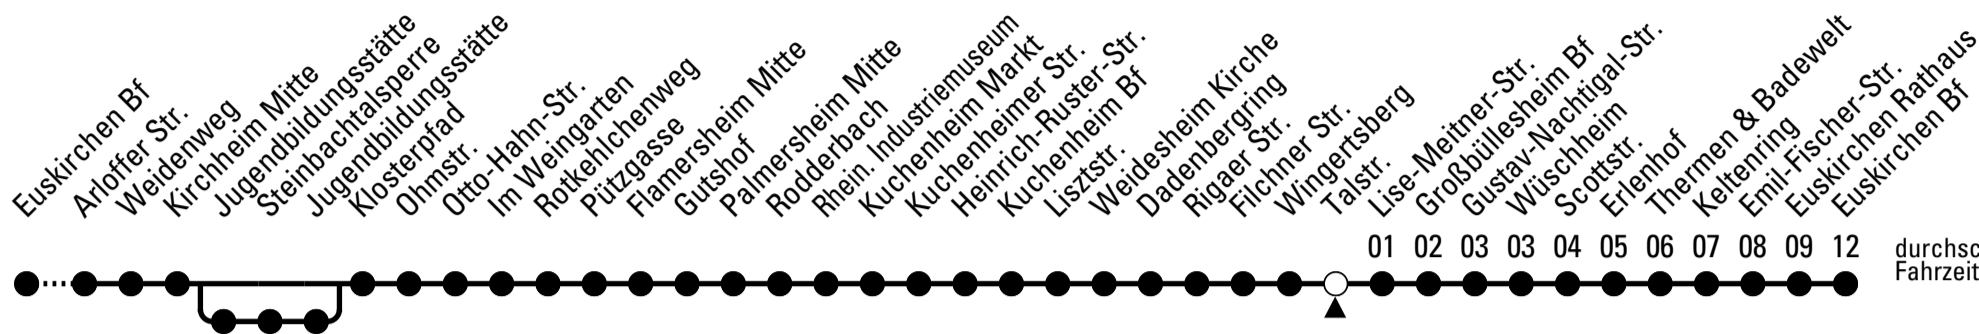 Euskirchen Bf
Arloffer Str.
Weidenweg
Kirchheim Mitte
Jugendbildungsstätte
Steinbachtalsperre
Jugendbildungsstätte
Klosterpfad
Ohmstr.
Otto-Hahn-Str.
Im Weingarten
Rotkehlchenweg
Pützgasse
Flamersheim Mitte
Gutshof
Palmersheim Mitte
Rodderbach
Rhein. Industriemuseum
Kuchenheim Markt
Kuchenheimer Str.
Heinrich-Ruster-Str.
Kuchenheim Bf
Lisztstr.
Weidesheim Kirche
Dadenbergring
Rigaer Str.
Filchner Str.
Wingertsberg
Talstr.
Lise-Meitner-Str.
Großbüllesheim Bf
Gustav-Nachtigal-Str.
Wüschheim
Scottstr.
Erlenhof
Thermen & Badewelt
Keltenring
Emil-Fischer-Str.
Euskirchen Rathaus
Euskirchen Bf
01 02 03 03 04 05 06 07 08 09 12
durchsc
Fahrzeit